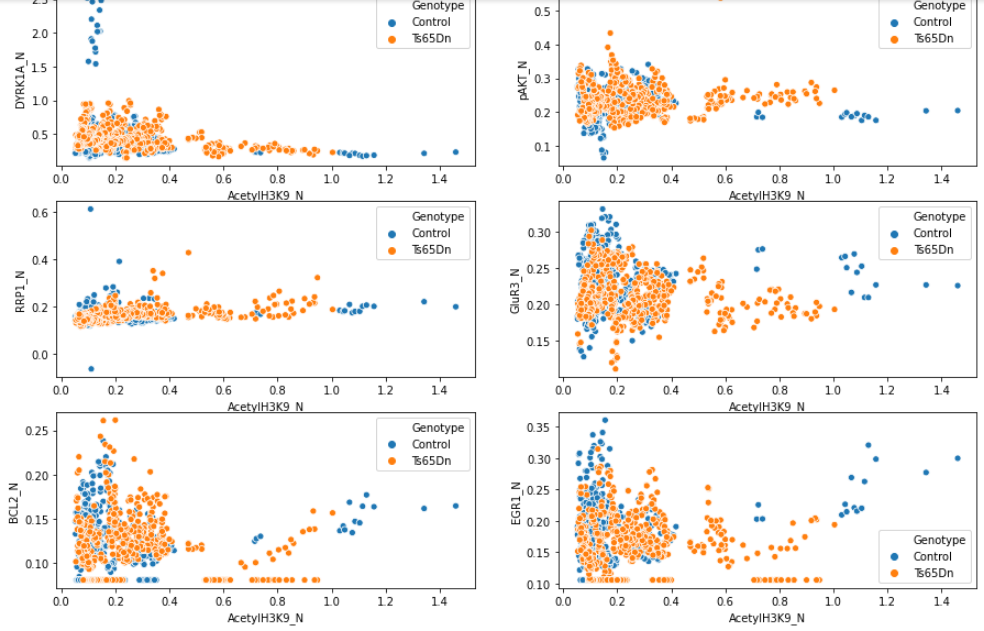 2.5
2.0
1.5
1.0
0.5
0.0 0.2 0.4 0.6 0.8 1.0 1.2 1.4
DYRK1A_N
AcetylH3K9_N
Genotype
Control
Ts65Dn
0.5
0.4
0.3
0.2
0.1
0.0 0.2 0.4 0.6 0.8 1.0 1.2 1.4
pAKT_N
AcetylH3K9_N
Genotype
Control
Ts65Dn
0.6
0.4
0.2
0.0
0.0 0.2 0.4 0.6 0.8 1.0 1.2 1.4
RRP1_N
AcetylH3K9_N
Genotype
Control
Ts65Dn
0.30
0.25
0.20
0.15
0.0 0.2 0.4 0.6 0.8 1.0 1.2 1.4
GluR3_N
AcetylH3K9_N
Genotype
Control
Ts65Dn
0.25
0.20
0.15
0.10
0.0 0.2 0.4 0.6 0.8 1.0 1.2 1.4
BCL2_N
AcetylH3K9_N
Genotype
Control
Ts65Dn
0.35
0.30
0.25
0.20
0.15
0.10
0.0 0.2 0.4 0.6 0.8 1.0 1.2 1.4
EGR1_N
AcetylH3K9_N
Genotype
Control
Ts65Dn